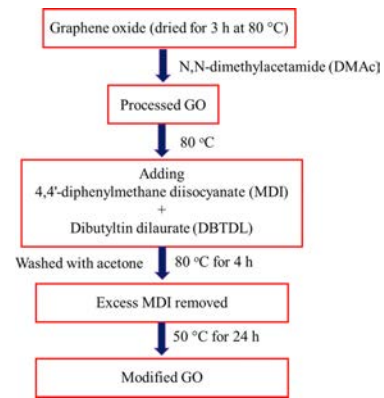 Graphene oxide (dried for 3 h at 80 °C)
N,N-dimethylacetamide (DMAc)
Processed GO
80 °C
Adding
4,4'-diphenylmethane diisocyanate (MDI)
+
Dibutyltin dilaurate (DBTDL)
Washed with acetone 80 °C for 4 h
Excess MDI removed
50 °C for 24 h
Modified GO